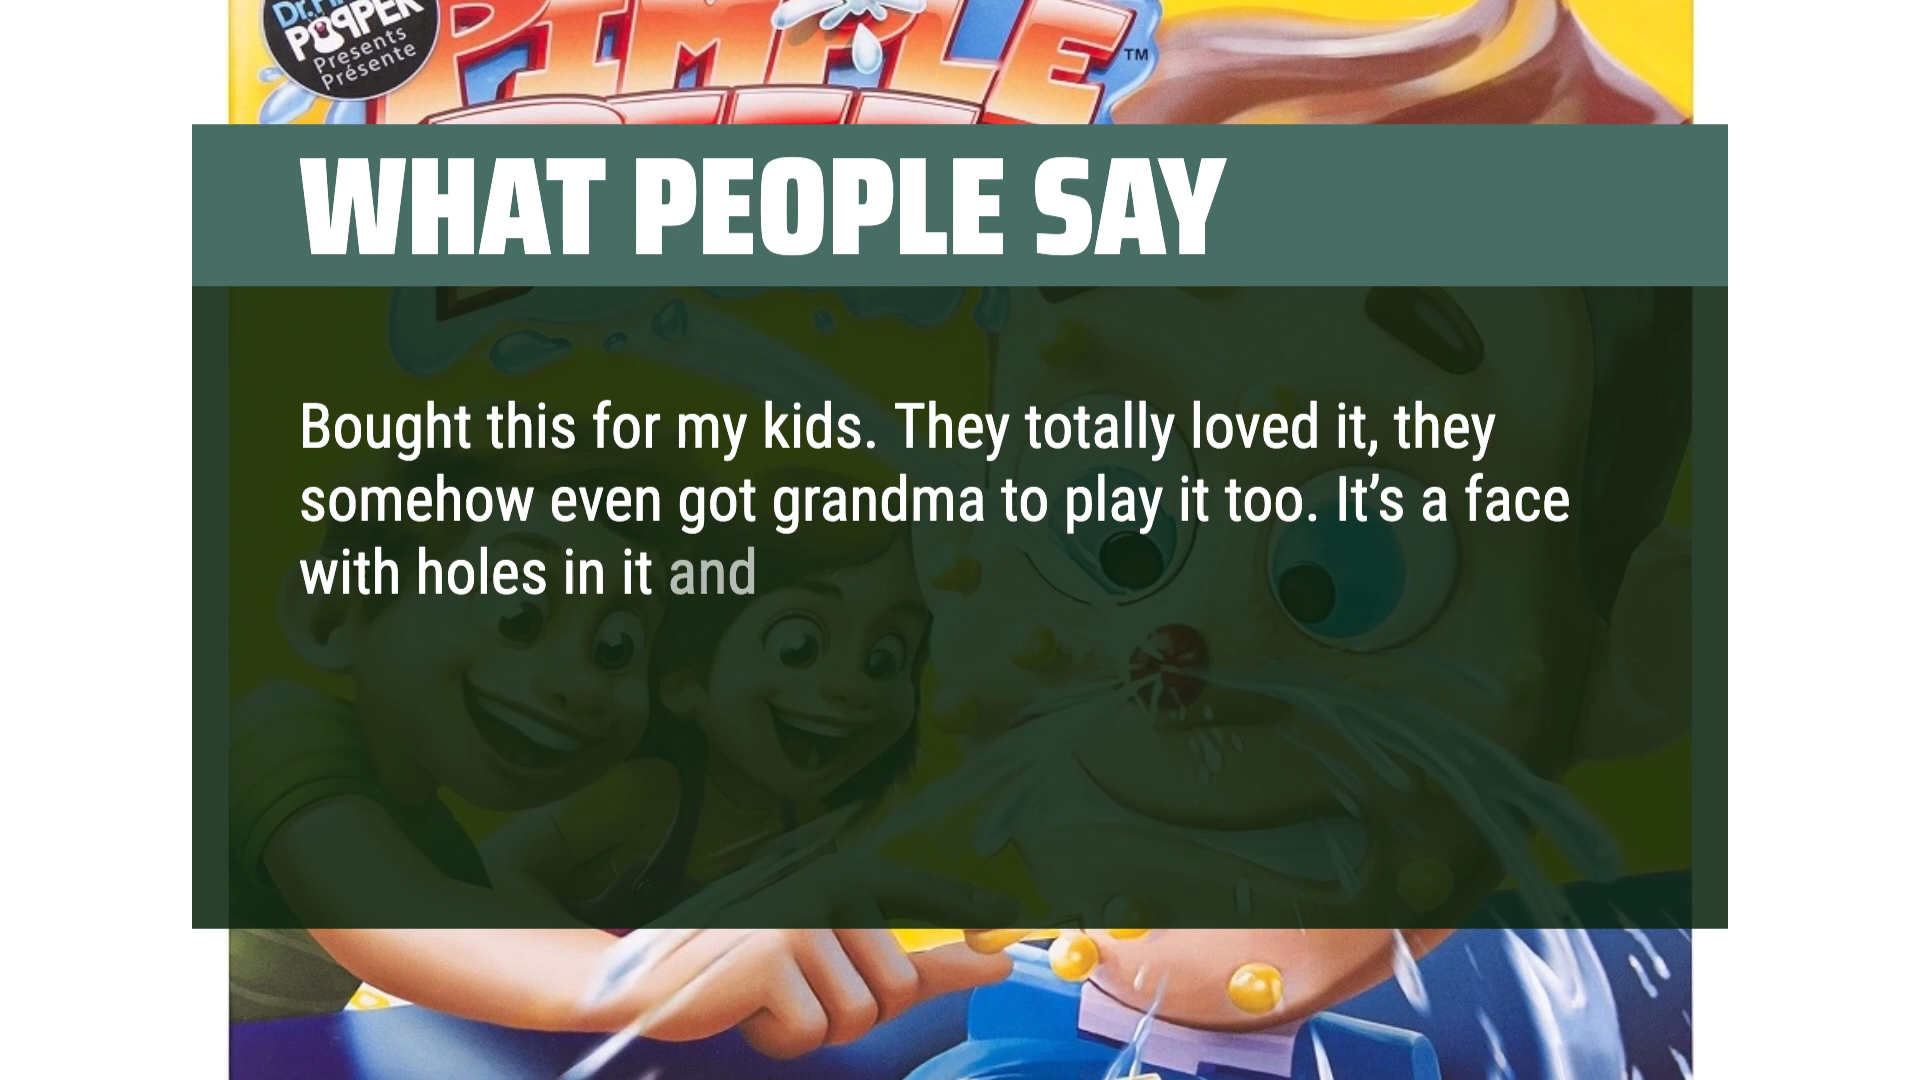 POPPER
Presents
Présente
PIMPLE
TM
WHAT PEOPLE SAY
Bought this for my kids. They totally loved it, they
somehow even got grandma to play it too. It’s a face
with holes in it and